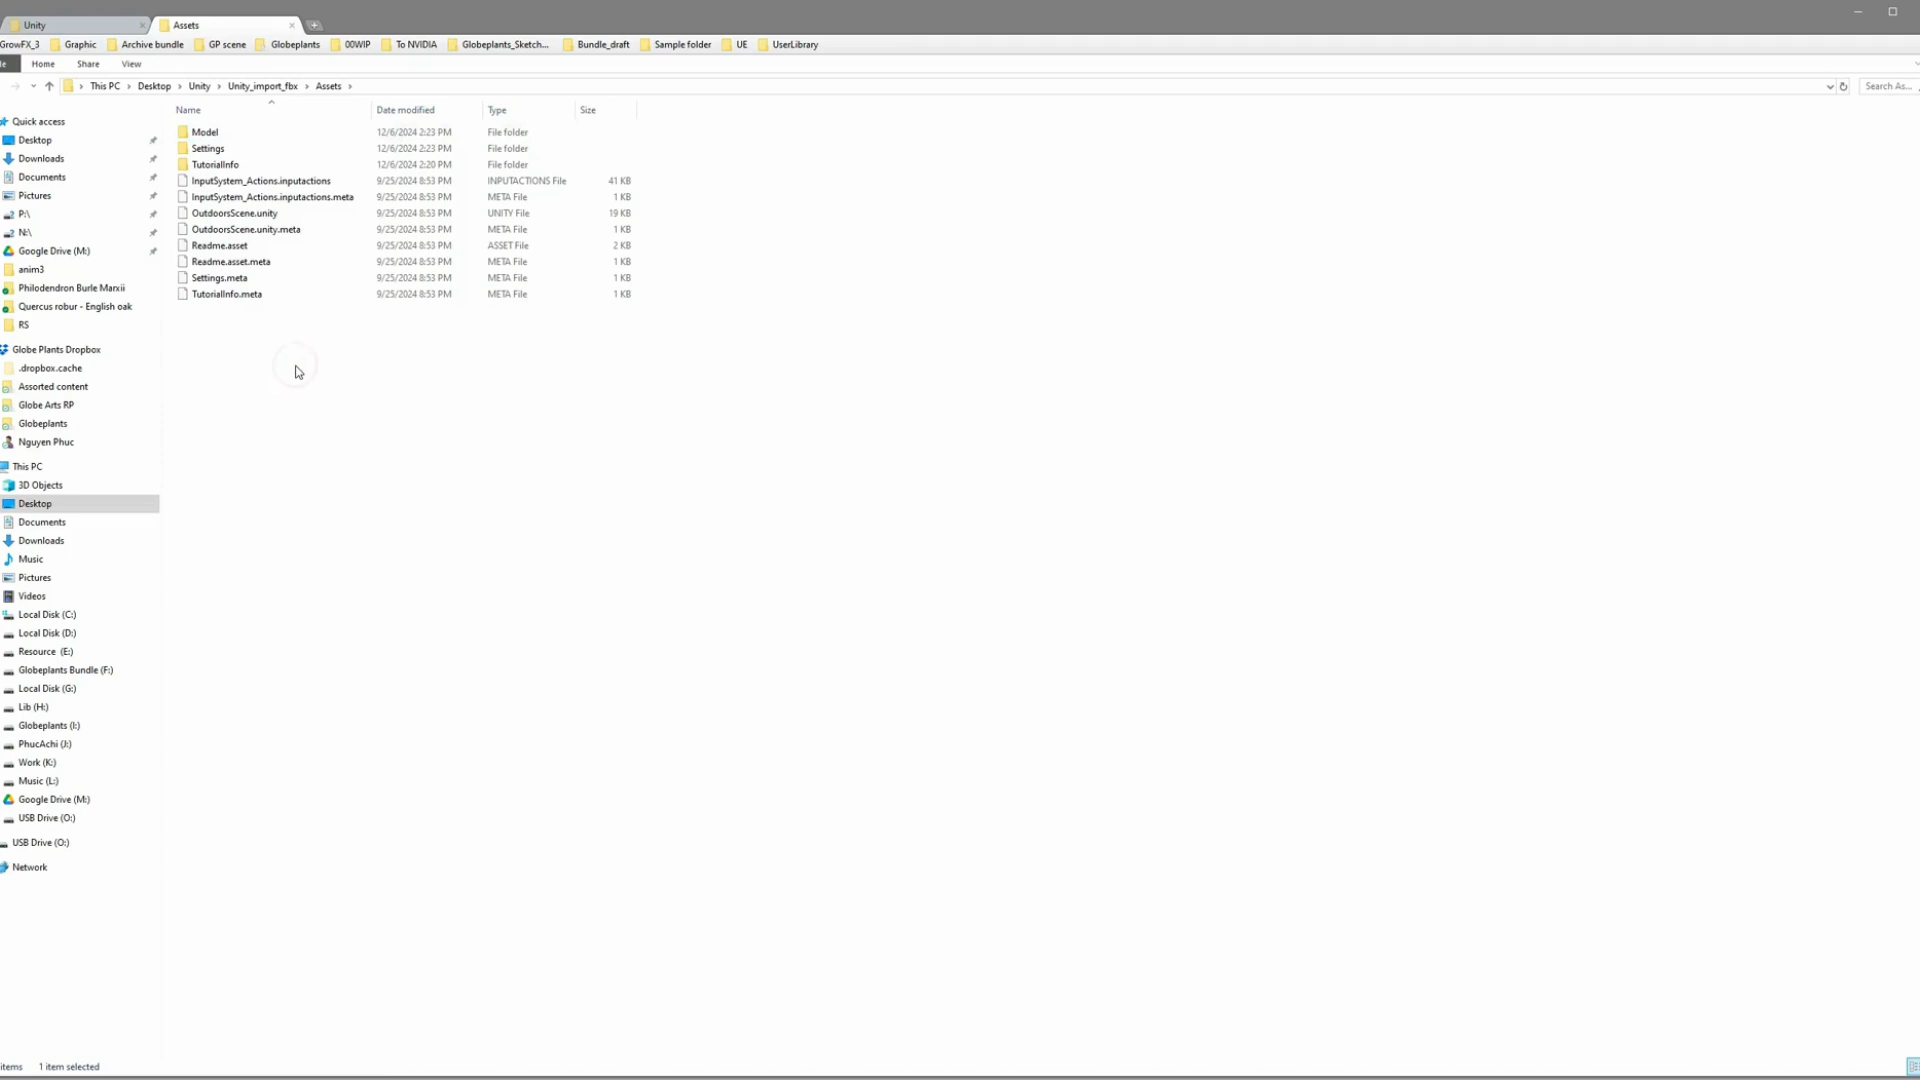 Unity
Assets
GrowFX_3 Graphic Archive bundle GP scene Globeplants 00WIP To NVIDIA Globeplants_Sketch... Bundle_draft Sample folder UE UserLibrary
Home Share View
This PC > Desktop > Unity > Unity_import_fbx > Assets >
Search As...
Name Date modified Type Size
Model 12/6/2024 2:23 PM File folder
Settings 12/6/2024 2:23 PM File folder
TutorialInfo 12/6/2024 2:20 PM File folder
InputSystem_Actions.inputactions 9/25/2024 8:53 PM INPUTACTIONS File 41 KB
InputSystem_Actions.inputactions.meta 9/25/2024 8:53 PM META File 1 KB
OutdoorsScene.unity 9/25/2024 8:53 PM UNITY File 19 KB
OutdoorsScene.unity.meta 9/25/2024 8:53 PM META File 1 KB
Readme.asset 9/25/2024 8:53 PM ASSET File 2 KB
Readme.asset.meta 9/25/2024 8:53 PM META File 1 KB
Settings.meta 9/25/2024 8:53 PM META File 1 KB
TutorialInfo.meta 9/25/2024 8:53 PM META File 1 KB
Quick access
Desktop
Downloads
Documents
Pictures
P:\
N:\
Google Drive (M:)
anim3
Philodendron Burle Marxii
Quercus robur - English oak
RS
Globe Plants Dropbox
.dropbox.cache
Assorted content
Globe Arts RP
Globeplants
Nguyen Phuc
This PC
3D Objects
Desktop
Documents
Downloads
Music
Pictures
Videos
Local Disk (C:)
Local Disk (D:)
Resource (E:)
Globeplants Bundle (F:)
Local Disk (G:)
Lib (H:)
Globeplants (I:)
PhucAchi (J:)
Work (K:)
Music (L:)
Google Drive (M:)
USB Drive (O:)
USB Drive (O:)
Network
items 1 item selected